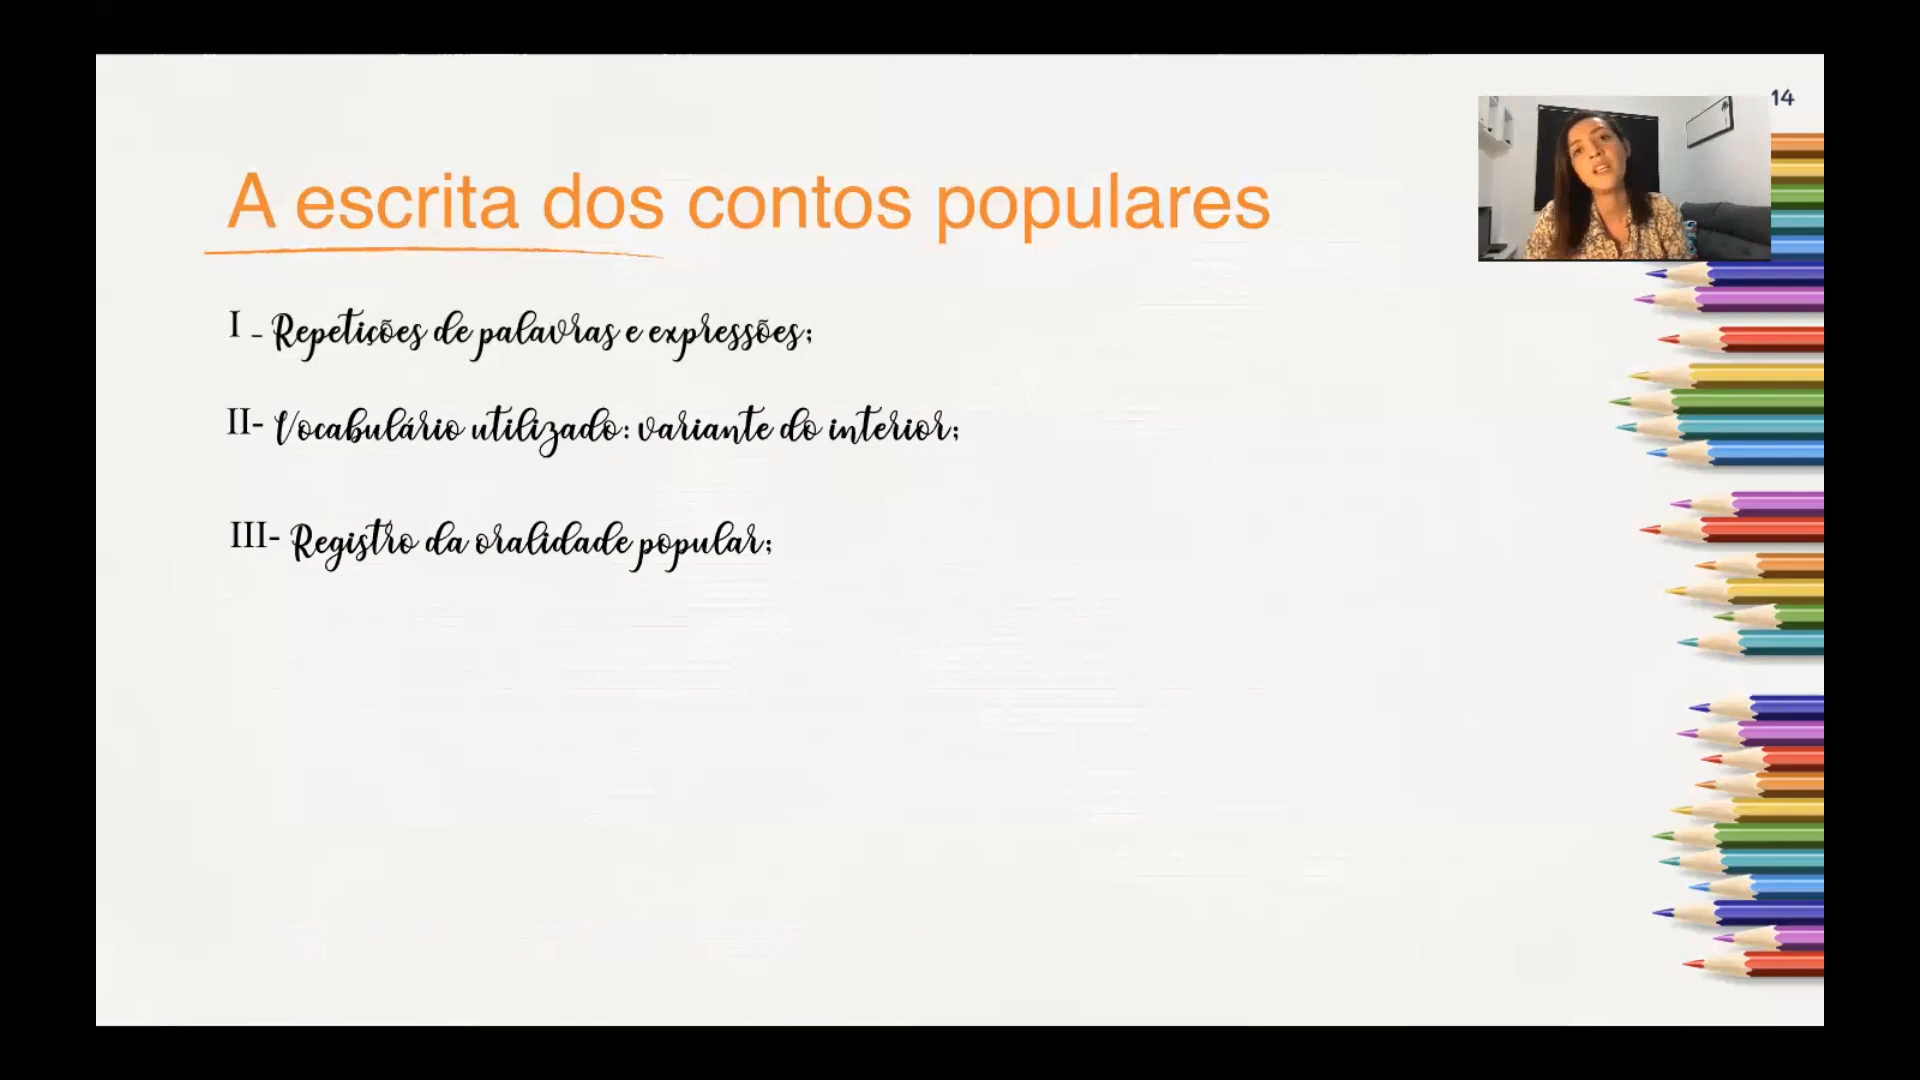 14
A escrita dos contos populares
I - Repetições de palavras e expressões;
II- Vocabulário utilizado: variante do interior;
III- Registro da oralidade popular;